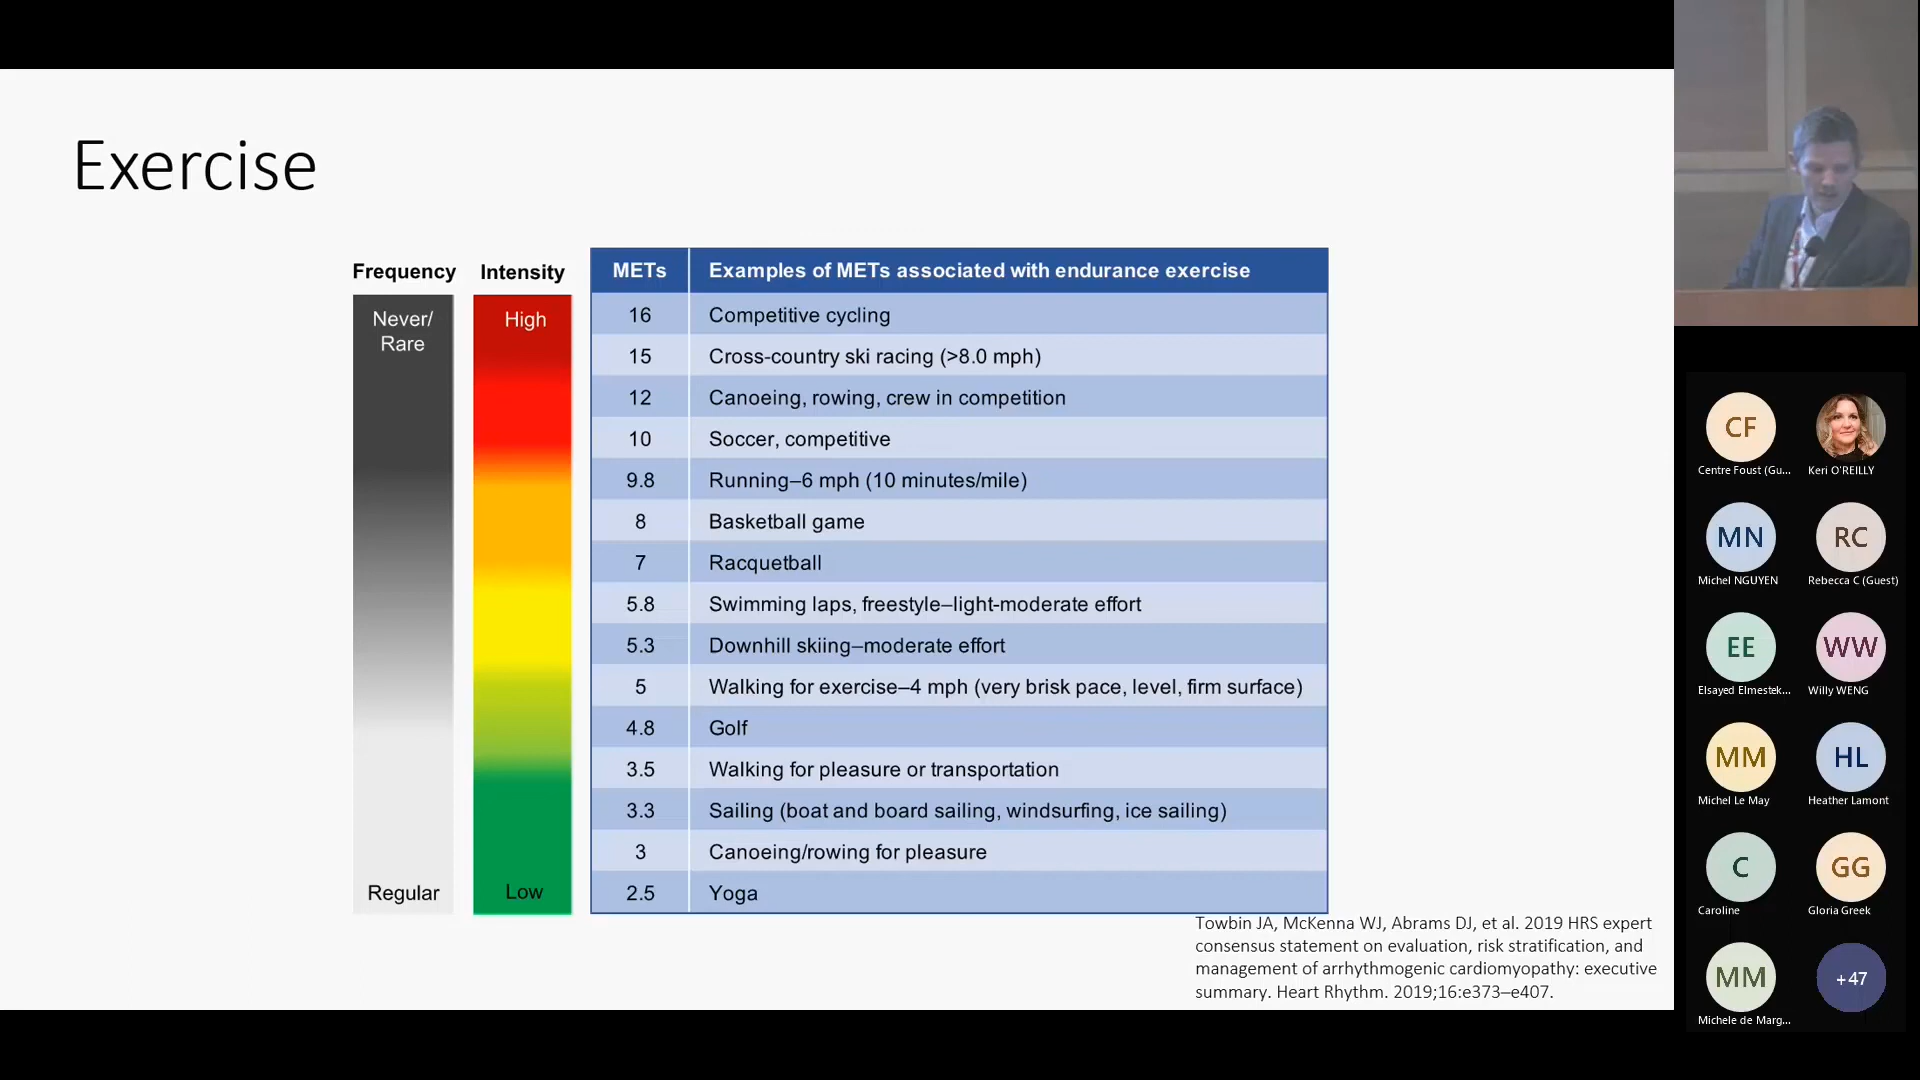 Exercise
Frequency
Intensity
METs
Examples of METs associated with endurance exercise
Never/
Rare
High
16
Competitive cycling
15
Cross-country ski racing (>8.0 mph)
12
Canoeing, rowing, crew in competition
10
Soccer, competitive
9.8
Running–6 mph (10 minutes/mile)
8
Basketball game
7
Racquetball
5.8
Swimming laps, freestyle–light-moderate effort
5.3
Downhill skiing–moderate effort
5
Walking for exercise–4 mph (very brisk pace, level, firm surface)
4.8
Golf
3.5
Walking for pleasure or transportation
3.3
Sailing (boat and board sailing, windsurfing, ice sailing)
3
Canoeing/rowing for pleasure
Regular
Low
2.5
Yoga
Towbin JA, McKenna WJ, Abrams DJ, et al. 2019 HRS expert
consensus statement on evaluation, risk stratification, and
management of arrhythmogenic cardiomyopathy: executive
summary. Heart Rhythm. 2019;16:e373–e407.
CF
Centre Foust (Gu...
Keri O'REILLY
MN
Michel NGUYEN
RC
Rebecca C (Guest)
EE
Elsayed Elmestek...
WW
Willy WENG
MM
Michel Le May
HL
Heather Lamont
C
Caroline
GG
Gloria Greek
MM
Michele de Marg...
+47